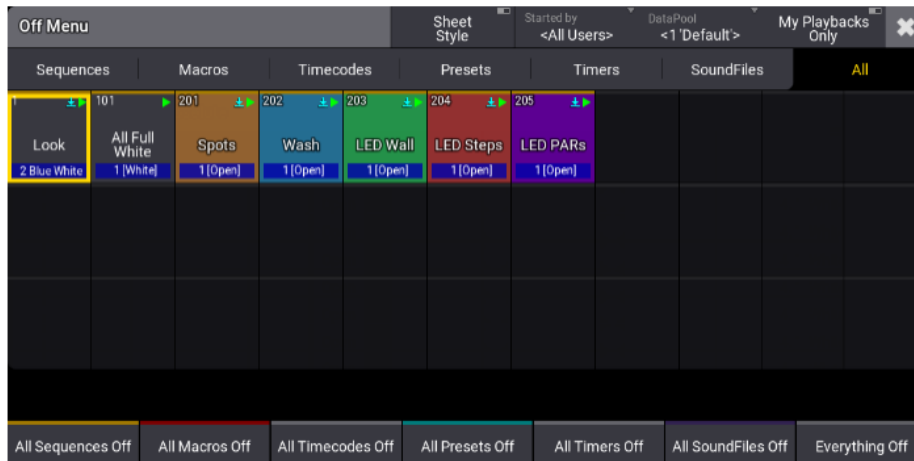 Off Menu
Sheet Style
Started by <All Users>
DataPool <1 'Default'>
My Playbacks Only
Sequences Macros Timecodes Presets Timers SoundFiles All
1 101 201 202 203 204 205
Look All Full White Spots Wash LED Wall LED Steps LED PARs
2 Blue White 1 [White] 1 [Open] 1 [Open] 1 [Open] 1 [Open] 1 [Open]
All Sequences Off All Macros Off All Timecodes Off All Presets Off All Timers Off All SoundFiles Off Everything Off